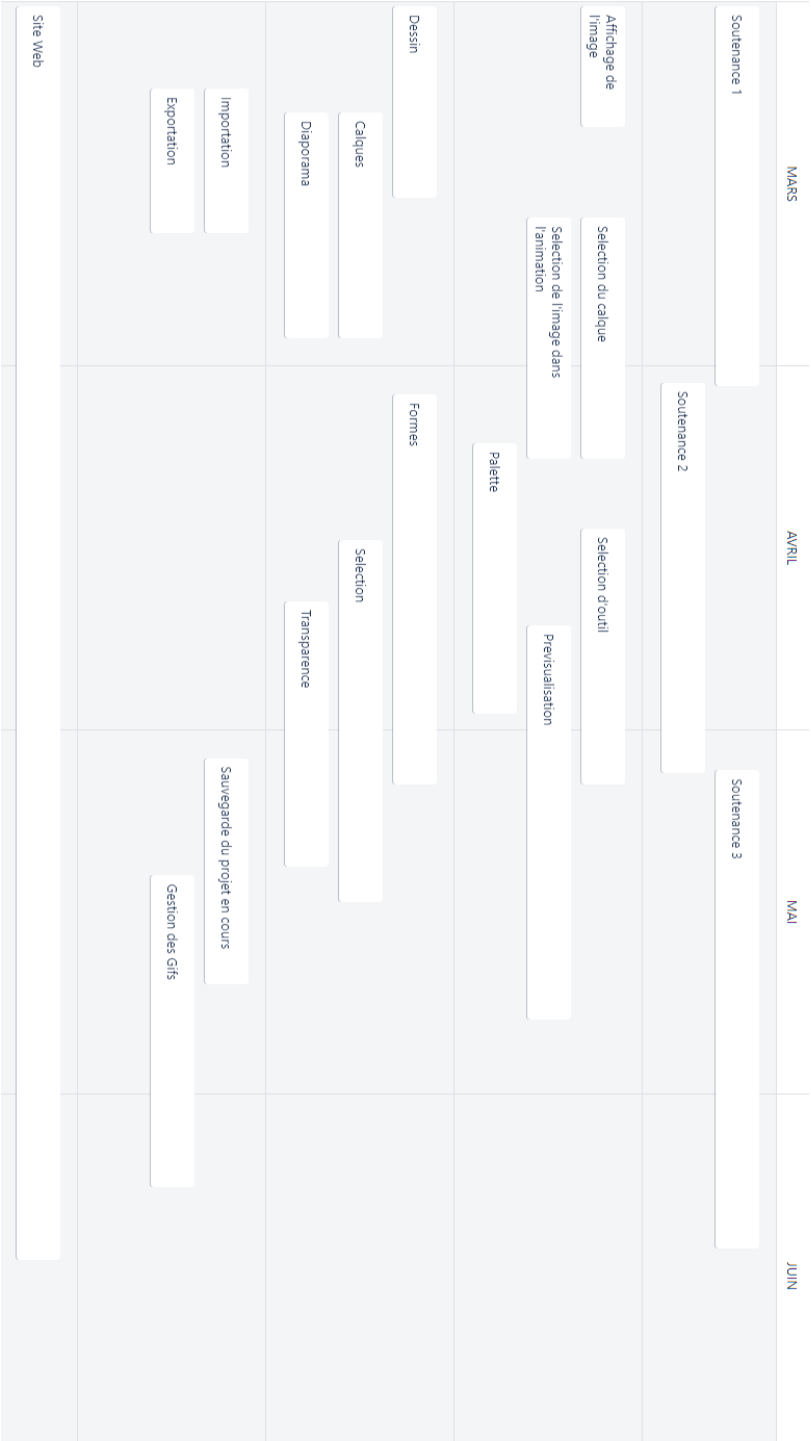 MARS
AVRIL
MAI
JUIN
Soutenance 1
Soutenance 3
Soutenance 2
Affichage de
l'image
Selection du calque
Selection d'outil
Selection de l'image dans
l'animation
Previsualisation
Palette
Dessin
Formes
Calques
Selection
Diaporama
Transparence
Importation
Sauvegarde du projet en cours
Exportation
Gestion des Gifs
Site Web